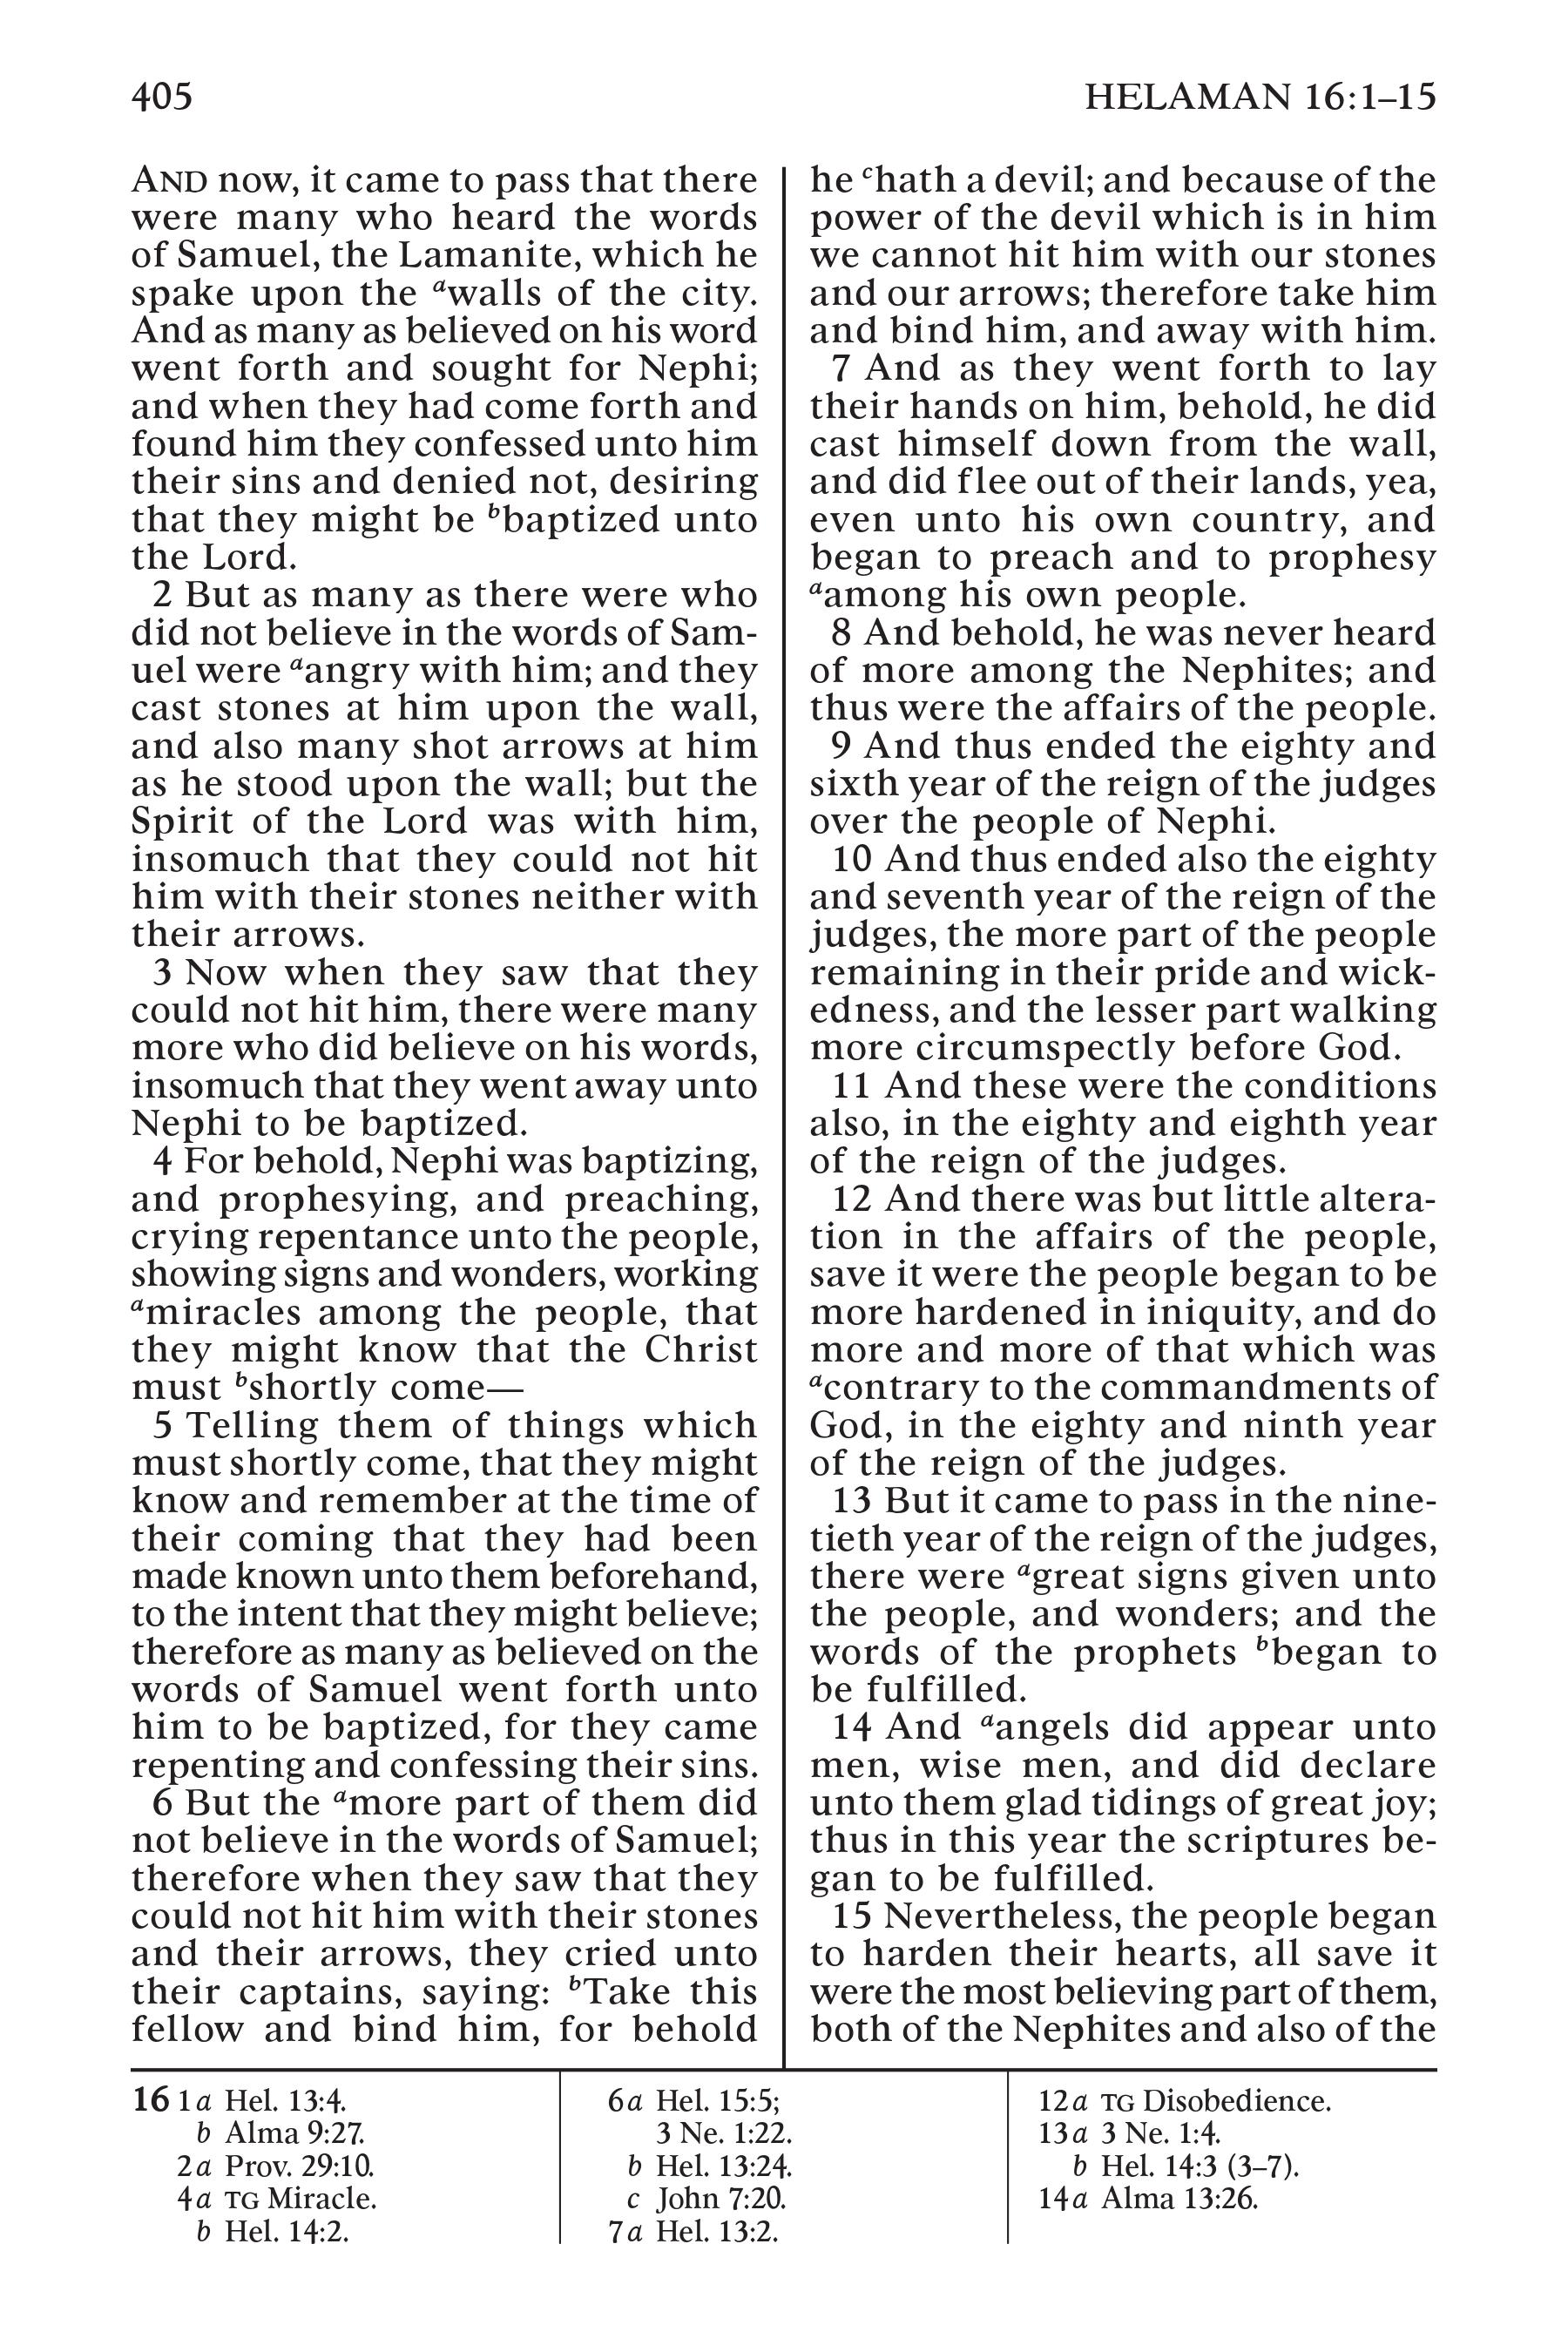 405
HELAMAN 16:1–15
AND now, it came to pass that there
were many who heard the words
of Samuel, the Lamanite, which he
spake upon the awalls of the city.
And as many as believed on his word
went forth and sought for Nephi;
and when they had come forth and
found him they confessed unto him
their sins and denied not, desiring
that they might be bbaptized unto
the Lord.
2 But as many as there were who
did not believe in the words of Sam-
uel were aangry with him; and they
cast stones at him upon the wall,
and also many shot arrows at him
as he stood upon the wall; but the
Spirit of the Lord was with him,
insomuch that they could not hit
him with their stones neither with
their arrows.
3 Now when they saw that they
could not hit him, there were many
more who did believe on his words,
insomuch that they went away unto
Nephi to be baptized.
4 For behold, Nephi was baptizing,
and prophesying, and preaching,
crying repentance unto the people,
showing signs and wonders, working
amiracles among the people, that
they might know that the Christ
must bshortly come—
5 Telling them of things which
must shortly come, that they might
know and remember at the time of
their coming that they had been
made known unto them beforehand,
to the intent that they might believe;
therefore as many as believed on the
words of Samuel went forth unto
him to be baptized, for they came
repenting and confessing their sins.
6 But the amore part of them did
not believe in the words of Samuel;
therefore when they saw that they
could not hit him with their stones
and their arrows, they cried unto
their captains, saying: bTake this
fellow and bind him, for behold
he chath a devil; and because of the
power of the devil which is in him
we cannot hit him with our stones
and our arrows; therefore take him
and bind him, and away with him.
7 And as they went forth to lay
their hands on him, behold, he did
cast himself down from the wall,
and did flee out of their lands, yea,
even unto his own country, and
began to preach and to prophesy
aamong his own people.
8 And behold, he was never heard
of more among the Nephites; and
thus were the affairs of the people.
9 And thus ended the eighty and
sixth year of the reign of the judges
over the people of Nephi.
10 And thus ended also the eighty
and seventh year of the reign of the
judges, the more part of the people
remaining in their pride and wick-
edness, and the lesser part walking
more circumspectly before God.
11 And these were the conditions
also, in the eighty and eighth year
of the reign of the judges.
12 And there was but little altera-
tion in the affairs of the people,
save it were the people began to be
more hardened in iniquity, and do
more and more of that which was
acontrary to the commandments of
God, in the eighty and ninth year
of the reign of the judges.
13 But it came to pass in the nine-
tieth year of the reign of the judges,
there were agreat signs given unto
the people, and wonders; and the
words of the prophets bbegan to
be fulfilled.
14 And aangels did appear unto
men, wise men, and did declare
unto them glad tidings of great joy;
thus in this year the scriptures be-
gan to be fulfilled.
15 Nevertheless, the people began
to harden their hearts, all save it
were the most believing part of them,
both of the Nephites and also of the
16 1a Hel. 13:4.
b Alma 9:27.
2a Prov. 29:10.
4a TG Miracle.
b Hel. 14:2.
6a Hel. 15:5;
3 Ne. 1:22.
b Hel. 13:24.
c John 7:20.
7a Hel. 13:2.
12a TG Disobedience.
13a 3 Ne. 1:4.
b Hel. 14:3 (3–7).
14a Alma 13:26.